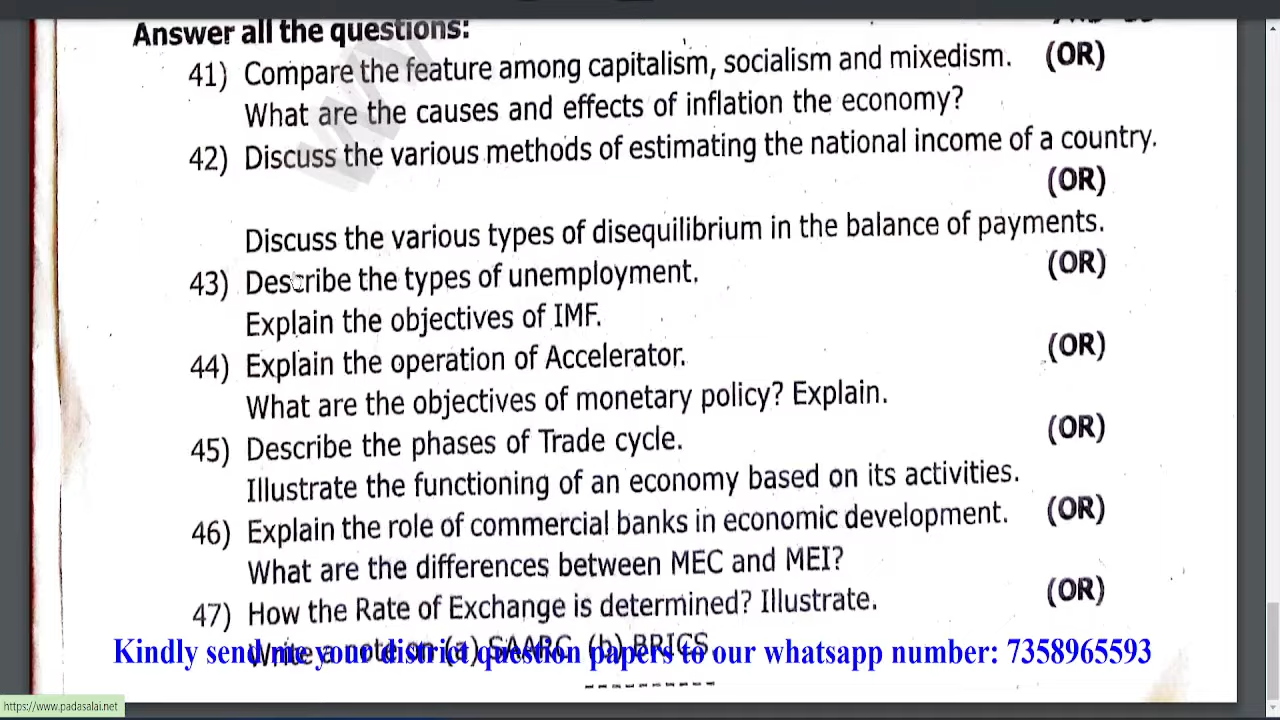 Answer all the questions:
41) Compare the feature among capitalism, socialism and mixedism. (OR)
What are the causes and effects of inflation the economy?
42) Discuss the various methods of estimating the national income of a country.
(OR)
Discuss the various types of disequilibrium in the balance of payments.
43) Describe the types of unemployment. (OR)
Explain the objectives of IMF.
44) Explain the operation of Accelerator. (OR)
What are the objectives of monetary policy? Explain.
45) Describe the phases of Trade cycle. (OR)
Illustrate the functioning of an economy based on its activities.
46) Explain the role of commercial banks in economic development. (OR)
What are the differences between MEC and MEI?
47) How the Rate of Exchange is determined? Illustrate. (OR)
Write a note on (a) SAARC (b) BRICS.
Kindly send me your district question papers to our whatsapp number: 7358965593
https://www.padasalai.net